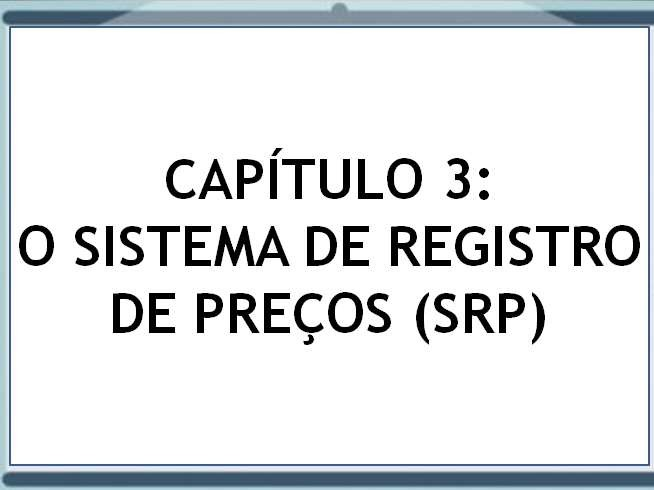 CAPÍTULO 3:
O SISTEMA DE REGISTRO
DE PREÇOS (SRP)